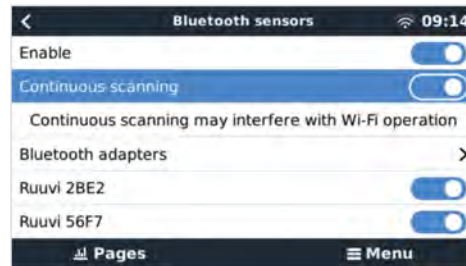 Bluetooth sensors 09:14
Enable
Continuous scanning
Continuous scanning may interfere with Wi-Fi operation
Bluetooth adapters
Ruuvi 2BE2
Ruuvi 56F7
Pages Menu